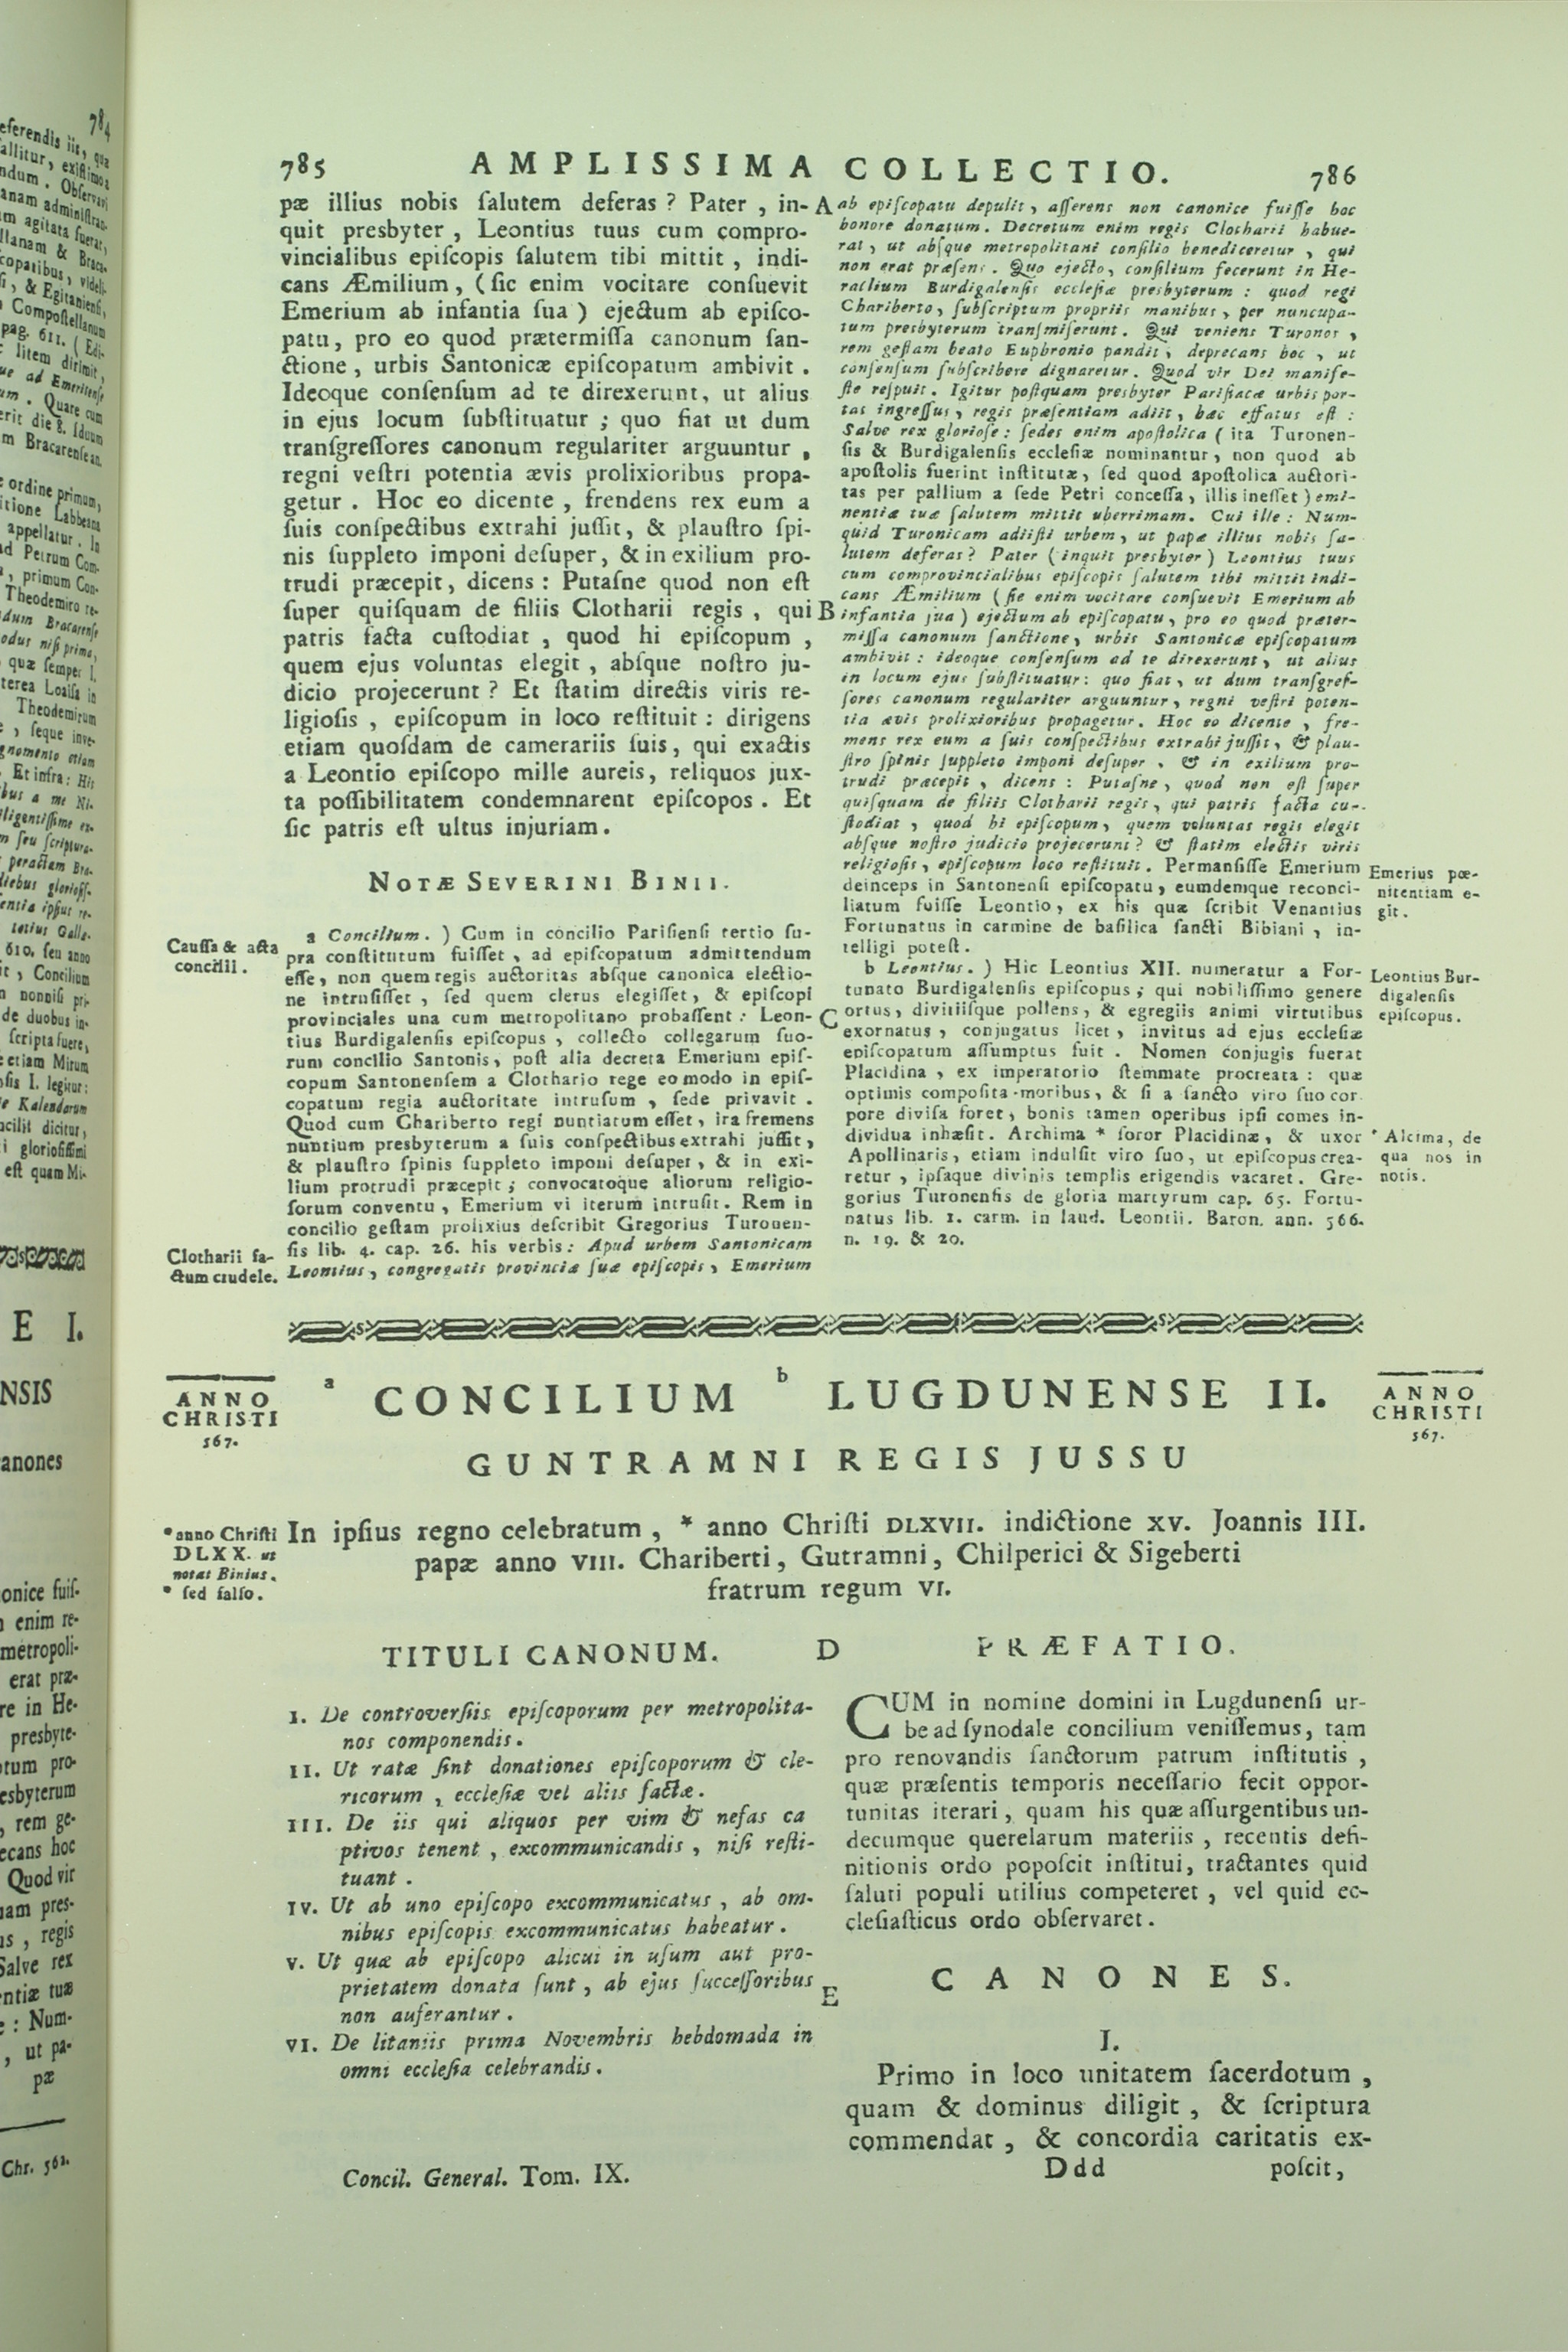 785 AMPLISSIMA COLLECTIO. 786
pæ illius nobis ſalutem deferas ? Pater , in-
quit presbyter , Leontius tuus cum compro-
vincialibus epiſcopis ſalutem tibi mittit , indi-
cans Æmilium , ( ſic enim vocitare conſuevit
Emerium ab infantia ſua ) ejectum ab epiſco-
patu , pro eo quod prætermiſſa canonum ſan-
ctione , urbis Santonicæ epiſcopatum ambivit .
Ideoque conſenſum ad te direxerunt , ut alius
in ejus locum ſubſtituatur ; quo fiat ut dum
tranſgreſſores canonum regulariter arguuntur ,
regni veſtri potentia ævis prolixioribus propa-
getur . Hoc eo dicente , frendens rex eum a
ſuis conſpectibus extrahi juſſit , & plauſtro ſpi-
nis ſuppleto imponi deſuper , & in exilium pro-
trudi præcepit , dicens : Putaſne quod non eſt
ſuper quiſquam de filiis Clotharii regis , qui
patris facta cuſtodiat , quod hi epiſcopum ,
quem ejus voluntas elegit , abſque noſtro ju-
dicio projecerunt ? Et ſtatim directis viris re-
ligioſis , epiſcopum in loco reſtituit : dirigens
etiam quoſdam de camerariis ſuis , qui exactis
a Leontio epiſcopo mille aureis , reliquos jux-
ta poſſibilitatem condemnarent epiſcopos . Et
ſic patris eſt ultus injuriam .
NOTÆ SEVERINI BINII .
a Concilium . ) Cum in concilio Pariſienſi tertio ſu-
pra conſtitutum fuiſſet , ad epiſcopatum admittendum
eſſe , non quem regis auctoritas abſque canonica electio-
ne intruſiſſet , ſed quem clerus elegiſſet , & epiſcopi
provinciales una cum metropolitano probaſſent : Leon-
tius Burdigalenſis epiſcopus , collecto collegarum ſuo-
rum concilio Santonis , poſt alia decreta Emerium epiſ-
copum Santonenſem a Clothario rege eo modo in epiſ-
copatum regia auctoritate intruſum , ſede privavit .
Quod cum Chariberto regi nuntiatum eſſet , ira fremens
nuntium presbyterum a ſuis conſpectibus extrahi juſſit ,
& plauſtro ſpinis ſuppleto imponi deſuper , & in exi-
lium protrudi præcepit ; convocatoque aliorum religio-
ſorum conventu , Emerium vi iterum intruſit . Rem in
concilio geſtam prolixius deſcribit Gregorius Turonen-
ſis lib. 4. cap. 26. his verbis : Apud urbem Santonicam
Leontius , congregatis provinciæ ſuæ epiſcopis , Emerium
Cauſſa & acta
concilii .
Clotharii fa-
ctum crudele .
A
B
C
ab epiſcopatu depulit , aſſerens non canonice fuiſſe hoc
honore donatum . Decretum enim regis Clotharii habue-
rat , ut abſque metropolitani conſilio benediceretur , qui
non erat præſens . Quo ejecto , conſilium fecerunt in He-
raclium Burdigalenſis eccleſiæ presbyterum : quod regi
Chariberto , ſubſcriptum propriis manibus , per nuncupa-
tum presbyterum tranſmiſerunt . Qui veniens Turonos ,
rem geſtam beato Euphronio pandit , deprecans hoc , ut
conſenſum ſubſcribere dignaretur . Quod vir Dei manife-
ſte reſpuit . Igitur poſtquam presbyter Pariſiacæ urbis por-
tas ingreſſus , regis præſentiam adiit , hæc effatus eſt :
Salve rex glorioſe : ſedes enim apoſtolica ( ita Turonen-
ſis & Burdigalenſis eccleſiæ nominantur , non quod ab
apoſtolis fuerint inſtitutæ , ſed quod apoſtolica auctori-
tas per pallium a ſede Petri conceſſa , illis ineſſet ) emi-
nentiæ tuæ ſalutem mittit uberrimam . Cui ille : Num-
quid Turonicam adiiſti urbem , ut papæ illius nobis ſa-
lutem deferas ? Pater ( inquit presbyter ) Leontius tuus
cum comprovincialibus epiſcopis ſalutem tibi mittit indi-
cans Æmilium ( ſic enim vocitare conſuevit Emerium ab
infantia ſua ) ejectum ab epiſcopatu , pro eo quod præter-
miſſa canonum ſanctione , urbis Santonicæ epiſcopatum
ambivit : ideoque conſenſum ad te direxerunt , ut alius
in locum ejus ſubſtituatur : quo fiat , ut dum tranſgreſ-
ſores canonum regulariter arguuntur , regni veſtri poten-
tia ævis prolixioribus propagetur . Hoc eo dicente , fre-
mens rex eum a ſuis conſpectibus extrahi juſſit , & plau-
ſtro ſpinis ſuppleto imponi deſuper , & in exilium pro-
trudi præcepit , dicens : Putaſne , quod non eſt ſuper
quiſquam de filiis Clotharii regis , qui patris facta cu-
ſtodiat , quod hi epiſcopum , quem voluntas regis elegit
abſque noſtro judicio projecerunt ? & ſtatim electis viris
religioſis , epiſcopum loco reſtituit . Permanſiſſe Emerium
deinceps in Santonenſi epiſcopatu , eumdemque reconci-
liatum fuiſſe Leontio , ex his quæ ſcribit Venantius
Fortunatus in carmine de baſilica ſancti Bibiani , in-
telligi poteſt .
b Leontius . ) Hic Leontius XII. numeratur a For-
tunato Burdigalenſis epiſcopus ; qui nobiliſſimo genere
ortus , divitiiſque pollens , & egregiis animi virtutibus
exornatus , conjugatus licet , invitus ad ejus eccleſiæ
epiſcopatum aſſumptus fuit . Nomen conjugis fuerat
Placidina , ex imperatorio ſtemmate procreata : quæ
optimis compoſita moribus , & ſi a ſancto viro ſuo cor
pore diviſa foret , bonis tamen operibus ipſi comes in-
dividua inhæſit . Archima * ſoror Placidinæ , & uxor
Apollinaris , etiam indulſit viro ſuo , ut epiſcopus crea-
retur , ipſaque divinis templis erigendis vacaret . Gre-
gorius Turonenſis de gloria martyrum cap. 65. Fortu-
natus lib. 1. carm. in laud. Leontii. Baron. ann. 566.
n. 19. & 20.
Emerius pœ-
nitentiam e-
git .
Leontius Bur-
digalenſis
epiſcopus .
* Alcima, de
qua nos in
notis .
ANNO
CHRISTI
567.
a CONCILIUM b LUGDUNENSE II.
ANNO
CHRISTI
567.
GUNTRAMNI REGIS JUSSU
* anno Chriſti
DLXX. ut
notat Binius .
* ſed falſo .
In ipſius regno celebratum , * anno Chriſti DLXVII. indictione XV. Joannis III.
papæ anno VIII. Chariberti , Gutramni , Chilperici & Sigeberti
fratrum regum VI.
TITULI CANONUM.
I. De controverſiis epiſcoporum per metropolita-
nos componendis .
II. Ut ratæ ſint donationes epiſcoporum & cle-
ricorum , eccleſiæ vel aliis factæ .
III. De iis qui aliquos per vim & nefas ca
ptivos tenent , excommunicandis , niſi reſti-
tuant .
IV. Ut ab uno epiſcopo excommunicatus , ab om-
nibus epiſcopis excommunicatus habeatur .
V. Ut quæ ab epiſcopo alicui in uſum aut pro-
prietatem donata ſunt , ab ejus ſucceſſoribus
non auferantur .
VI. De litaniis prima Novembris hebdomada in
omni eccleſia celebrandis .
D
E
PRÆFATIO.
CUM in nomine domini in Lugdunenſi ur-
be ad ſynodale concilium veniſſemus , tam
pro renovandis ſanctorum patrum inſtitutis ,
quæ præſentis temporis neceſſario fecit oppor-
tunitas iterari , quam his quæ aſſurgentibus un-
decumque querelarum materiis , recentis defi-
nitionis ordo popoſcit inſtitui , tractantes quid
ſaluti populi utilius competeret , vel quid ec-
cleſiaſticus ordo obſervaret .
CANONES.
I.
Primo in loco unitatem ſacerdotum ,
quam & dominus diligit , & ſcriptura
commendat , & concordia caritatis ex-
Concil. General. Tom. IX. Ddd poſcit ,